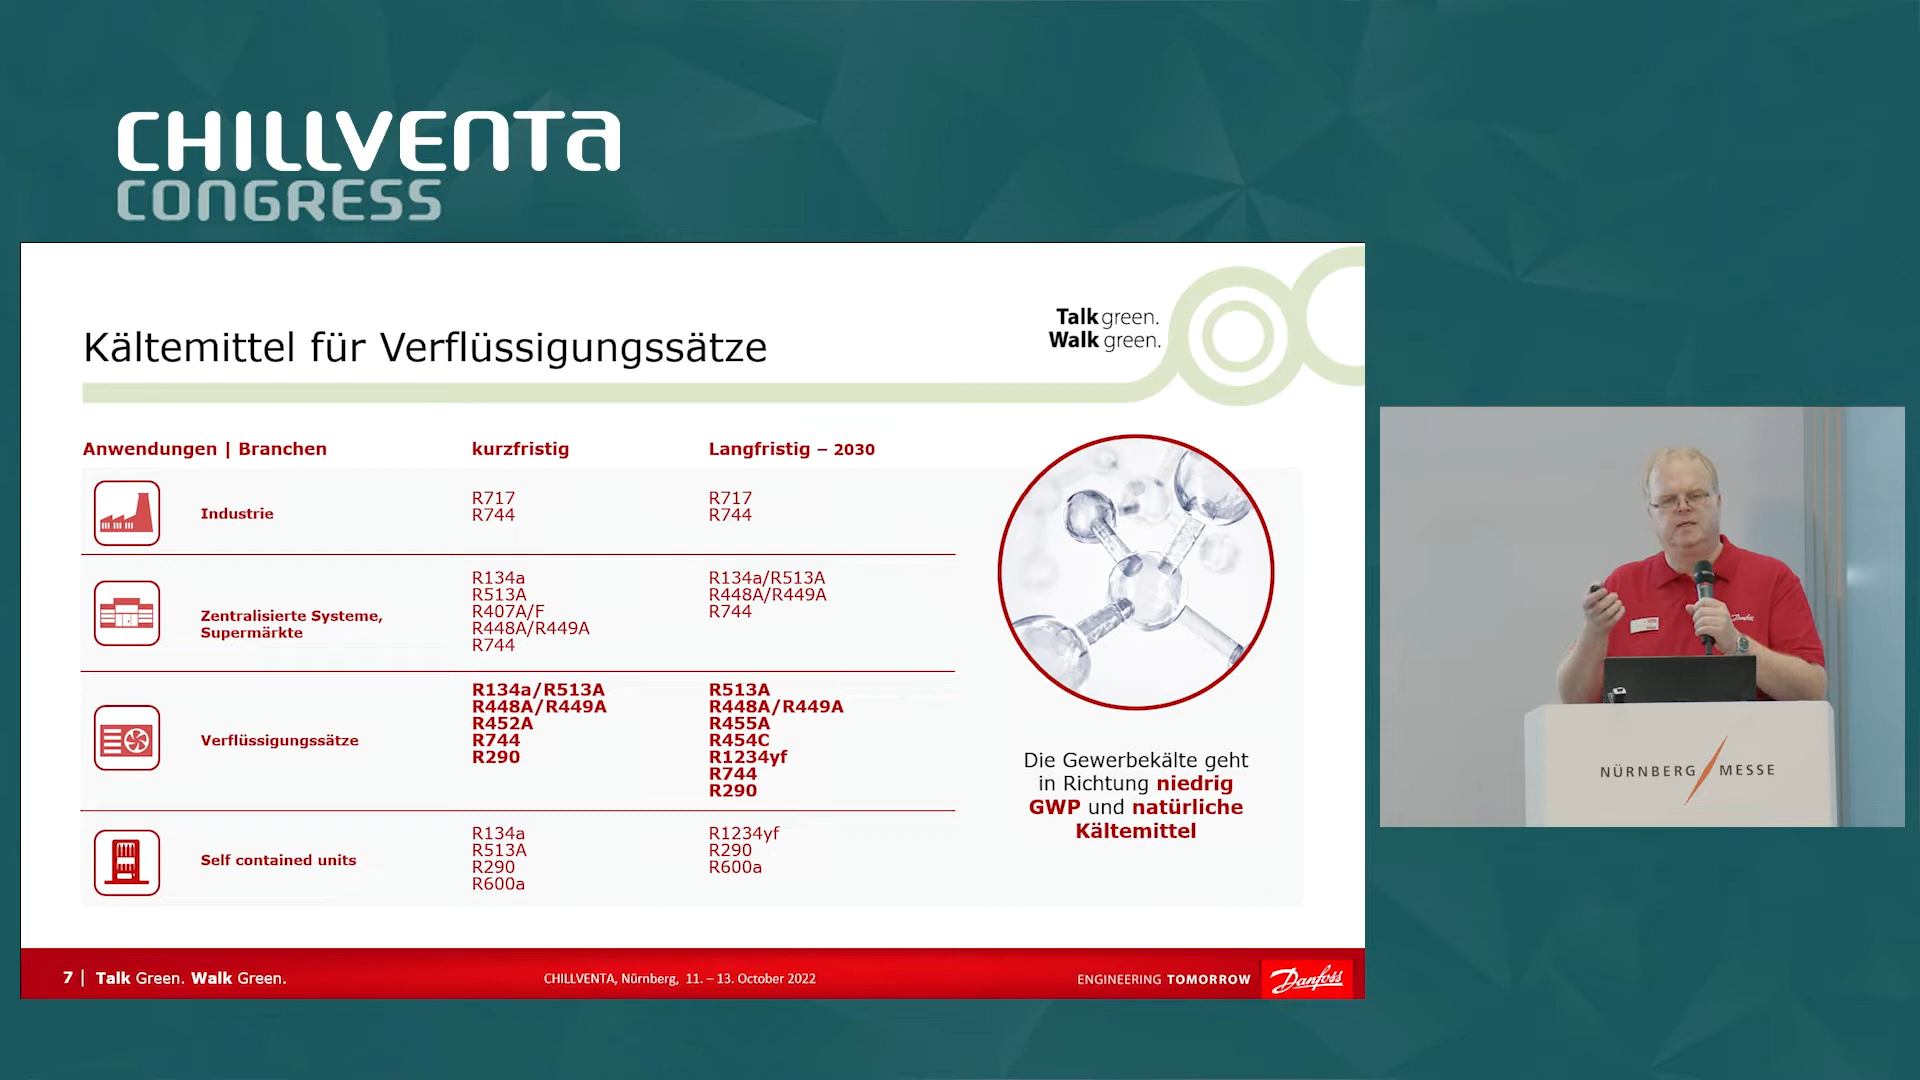 CHILLVENTA
CONGRESS
Talk green.
Walk green.
Kältemittel für Verflüssigungssätze
Anwendungen | Branchen
kurzfristig
Langfristig – 2030
Industrie
R717
R744
R717
R744
Zentralisierte Systeme,
Supermärkte
R134a
R513A
R407A/F
R448A/R449A
R744
R134a/R513A
R448A/R449A
R744
Verflüssigungssätze
R134a/R513A
R448A/R449A
R452A
R744
R290
R513A
R448A/R449A
R455A
R454C
R1234yf
R744
R290
Self contained units
R134a
R513A
R290
R600a
R1234yf
R290
R600a
Die Gewerbekälte geht
in Richtung niedrig
GWP und natürliche
Kältemittel
7 | Talk Green. Walk Green.
CHILLVENTA, Nürnberg, 11. – 13. October 2022
ENGINEERING TOMORROW
Danfoss
Danfoss
NÜRNBERG MESSE